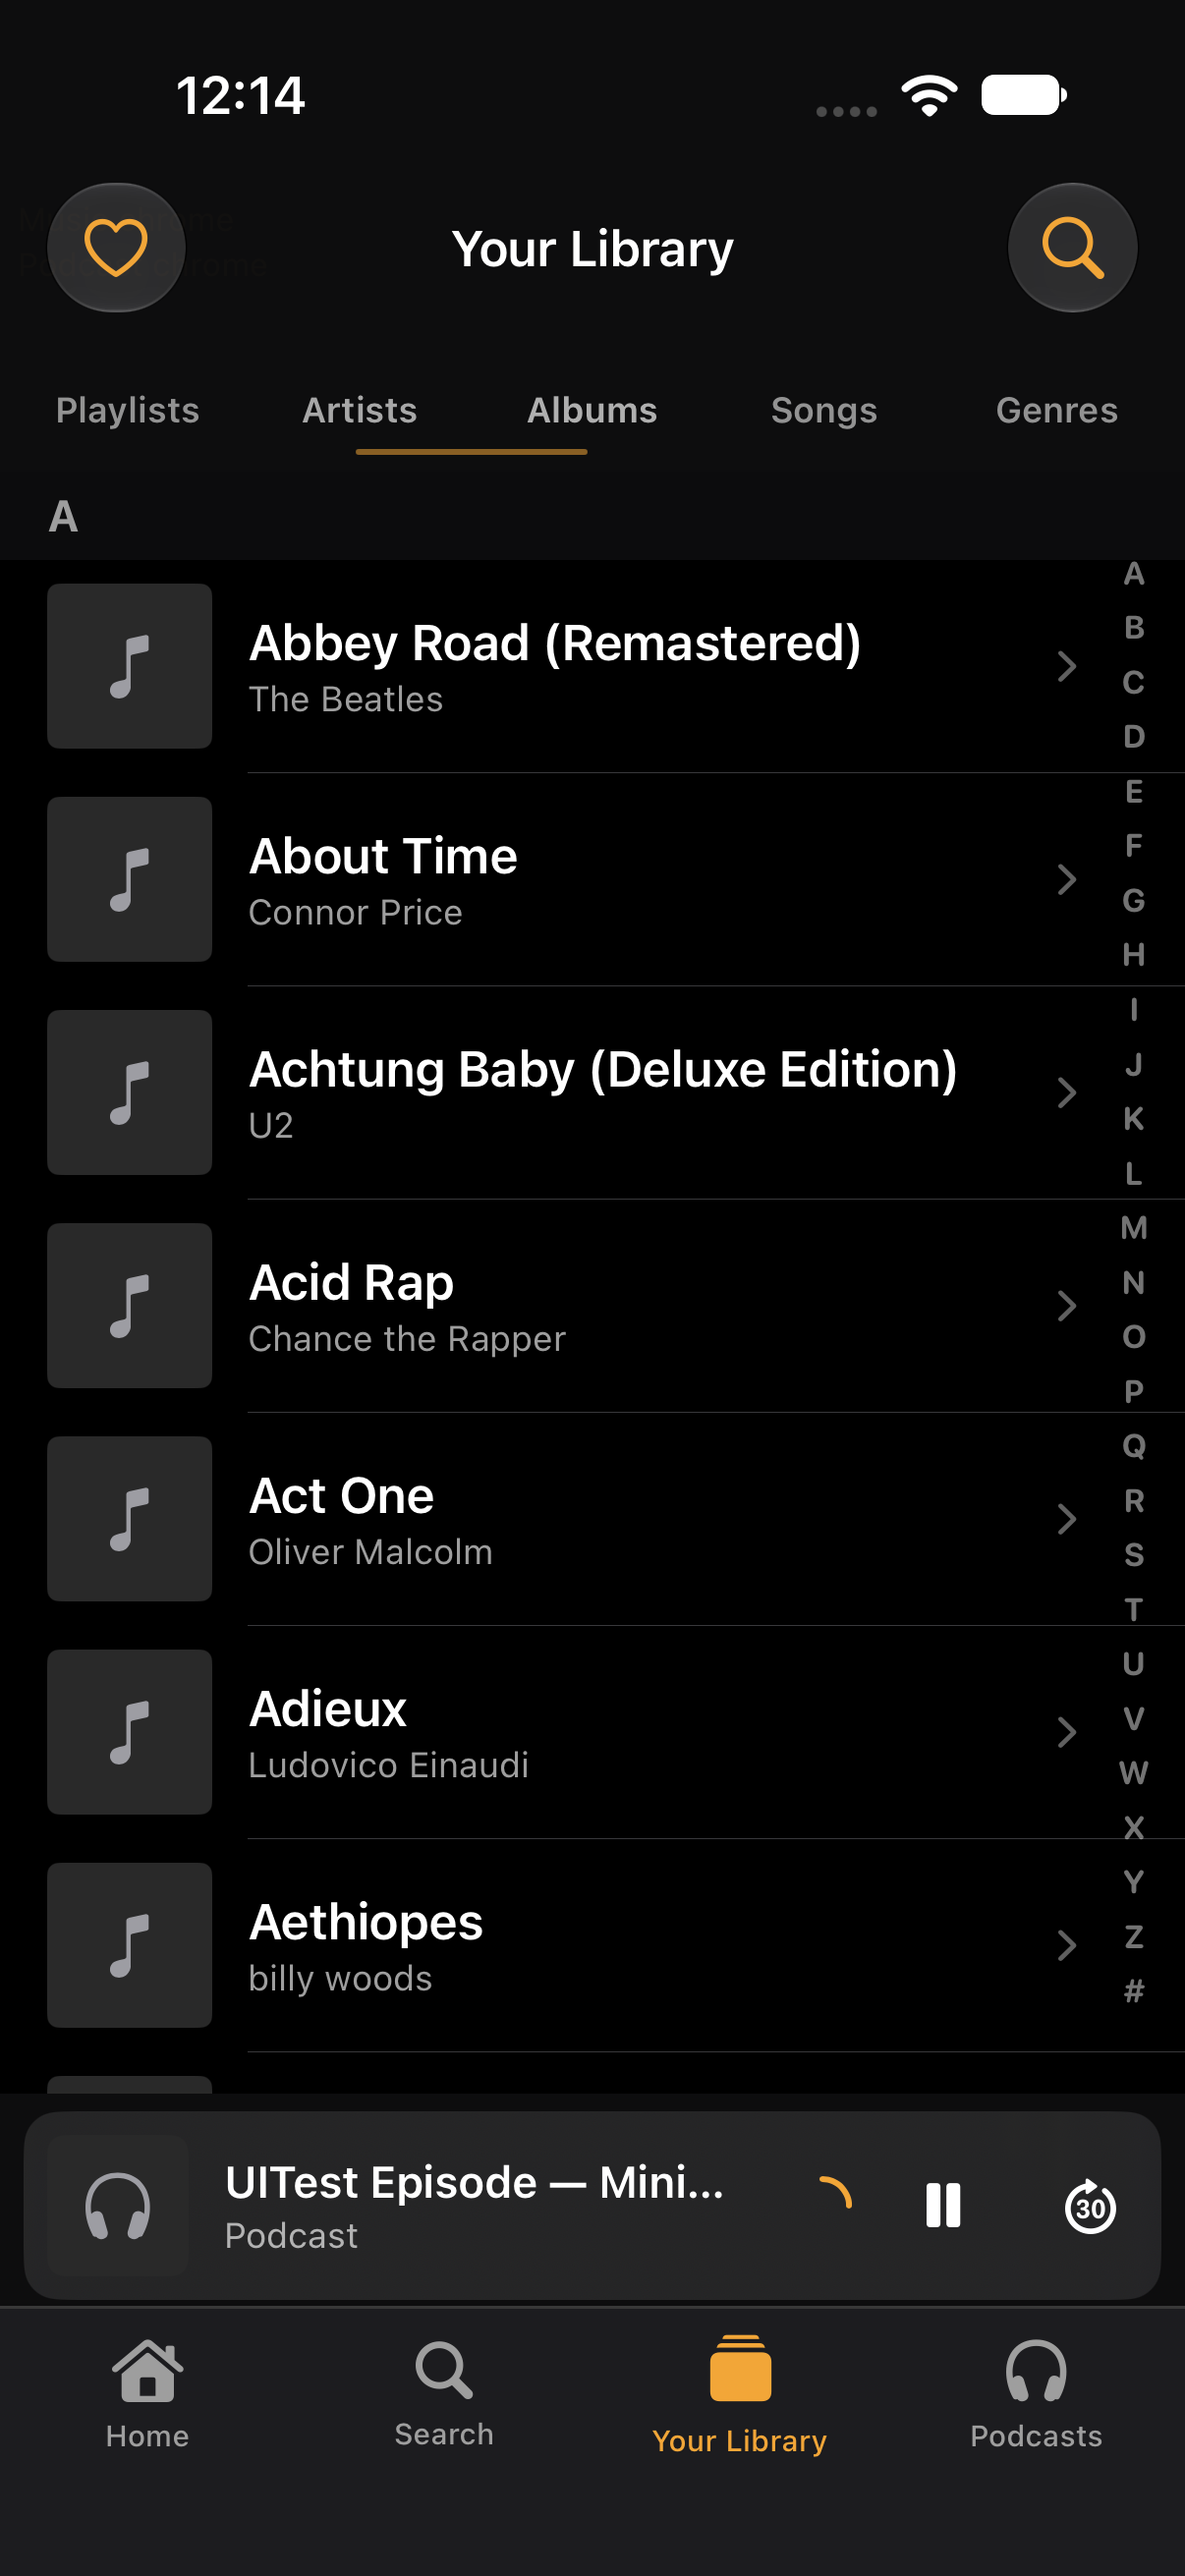 12:14
Your Library
Playlists Artists Albums Songs Genres
A
Abbey Road (Remastered)
The Beatles
About Time
Connor Price
Achtung Baby (Deluxe Edition)
U2
Acid Rap
Chance the Rapper
Act One
Oliver Malcolm
Adieux
Ludovico Einaudi
Aethiopes
billy woods
A
B
C
D
E
F
G
H
I
J
K
L
M
N
O
P
Q
R
S
T
U
V
W
X
Y
Z
#
UITest Episode — Mini...
Podcast
30
Home Search Your Library Podcasts